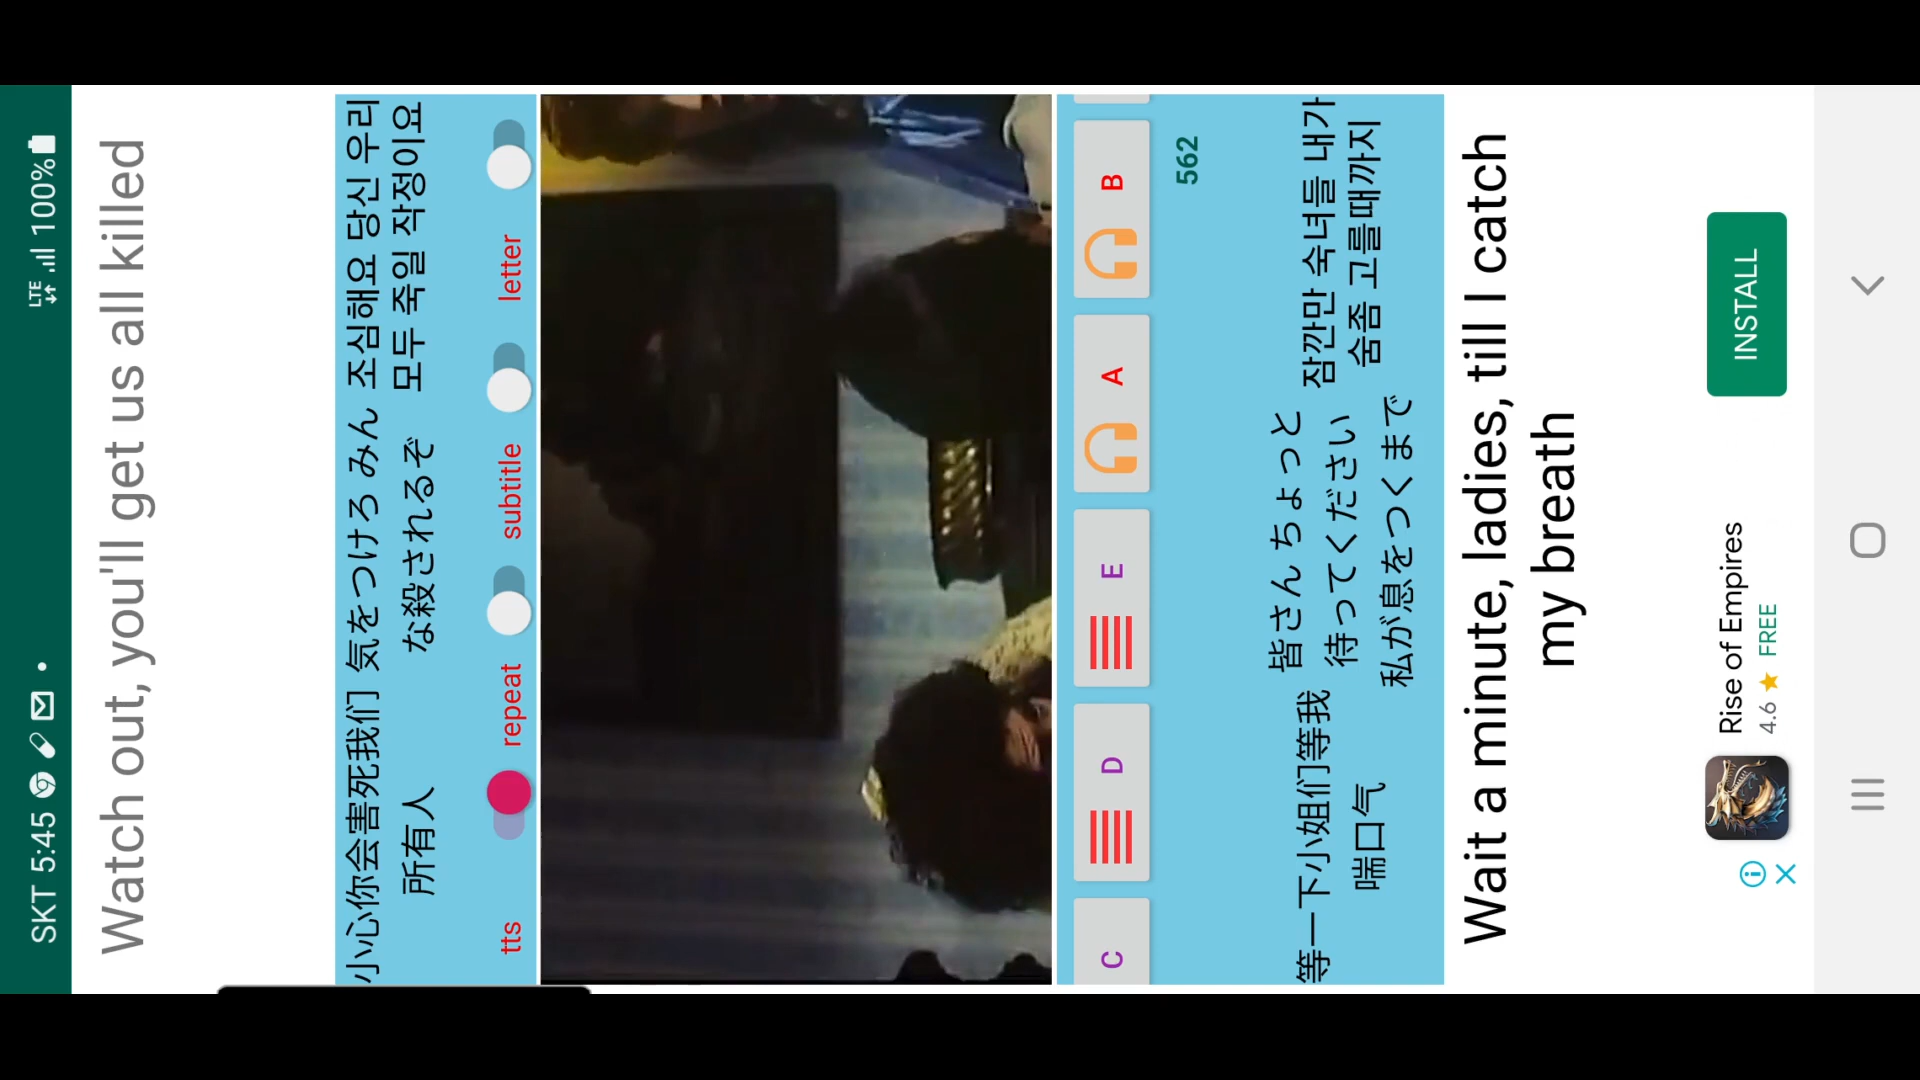 SKT 5:45
LTE
100%
Watch out, you'll get us all killed
小心你会害死我们
所有人
気をつけろ みん
な殺されるぞ
조심해요 당신 우리
모두 죽일 작정이요
tts
repeat
subtitle
letter
C
D
E
A
B
562
等一下小姐们等我
喘口气
皆さんちょっと
待ってください
私が息をつくまで
잠깐만 숙녀들 내가
숨좀 고를때까지
Wait a minute, ladies, till I catch
my breath
Rise of Empires
4.6 FREE
INSTALL